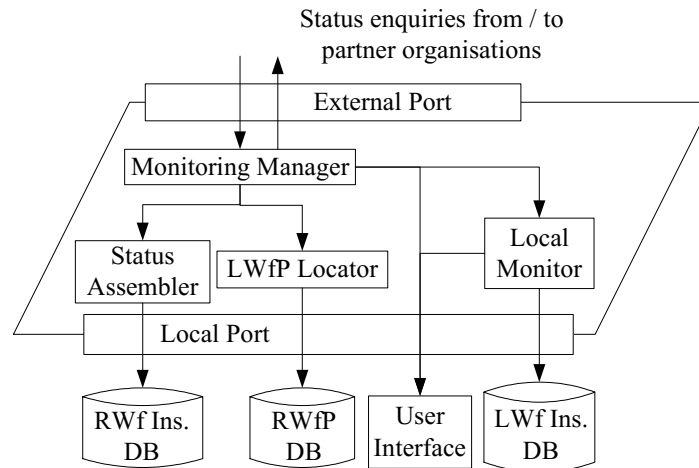 Status enquiries from / to
partner organisations
External Port
Monitoring Manager
Status
Assembler
LWfP Locator
Local
Monitor
Local Port
RWf Ins.
DB
RWfP
DB
User
Interface
LWf Ins.
DB